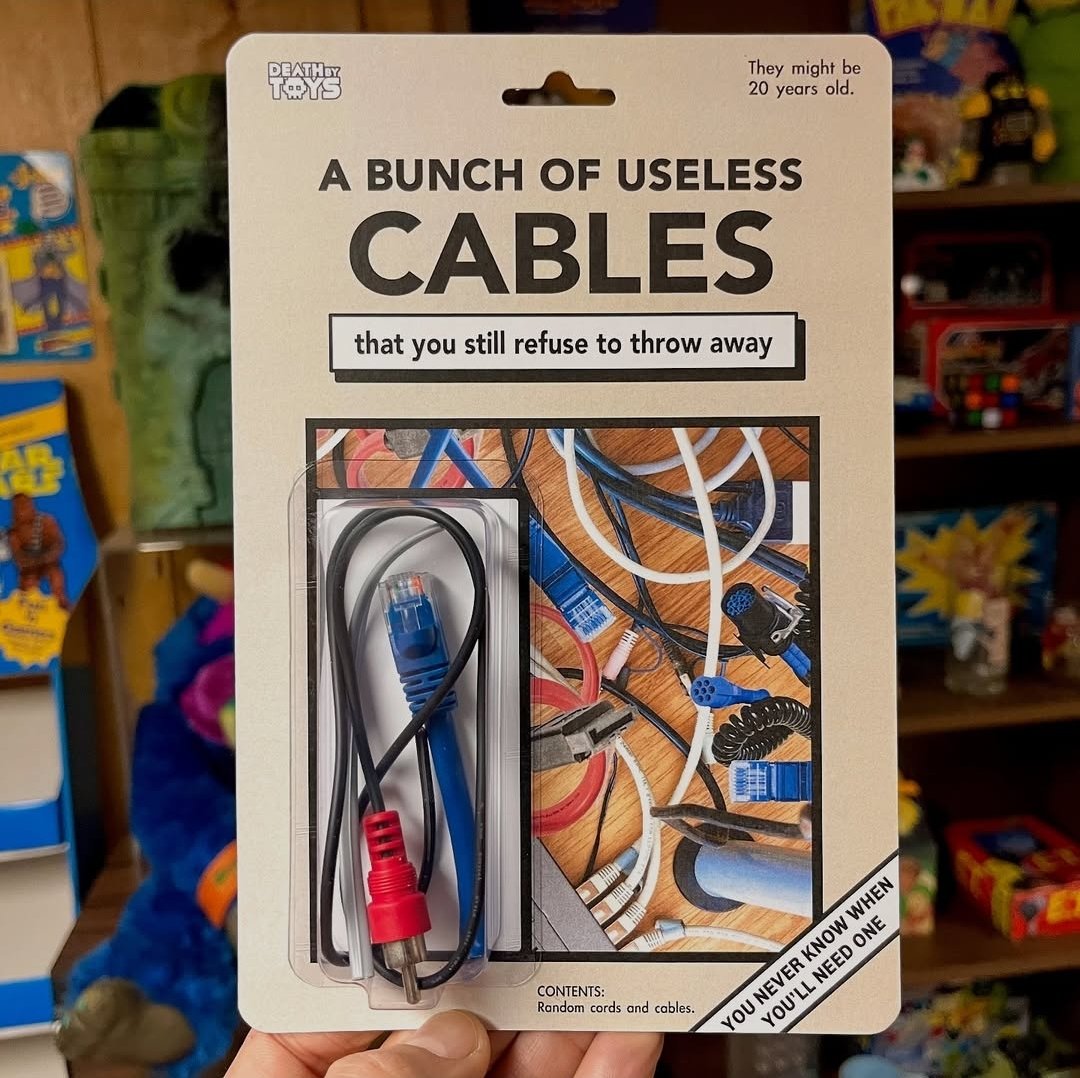 DEATH BY
TOYS
They might be
20 years old.
A BUNCH OF USELESS
CABLES
that you still refuse to throw away
CONTENTS:
Random cords and cables.
YOU NEVER KNOW WHEN
YOU'LL NEED ONE